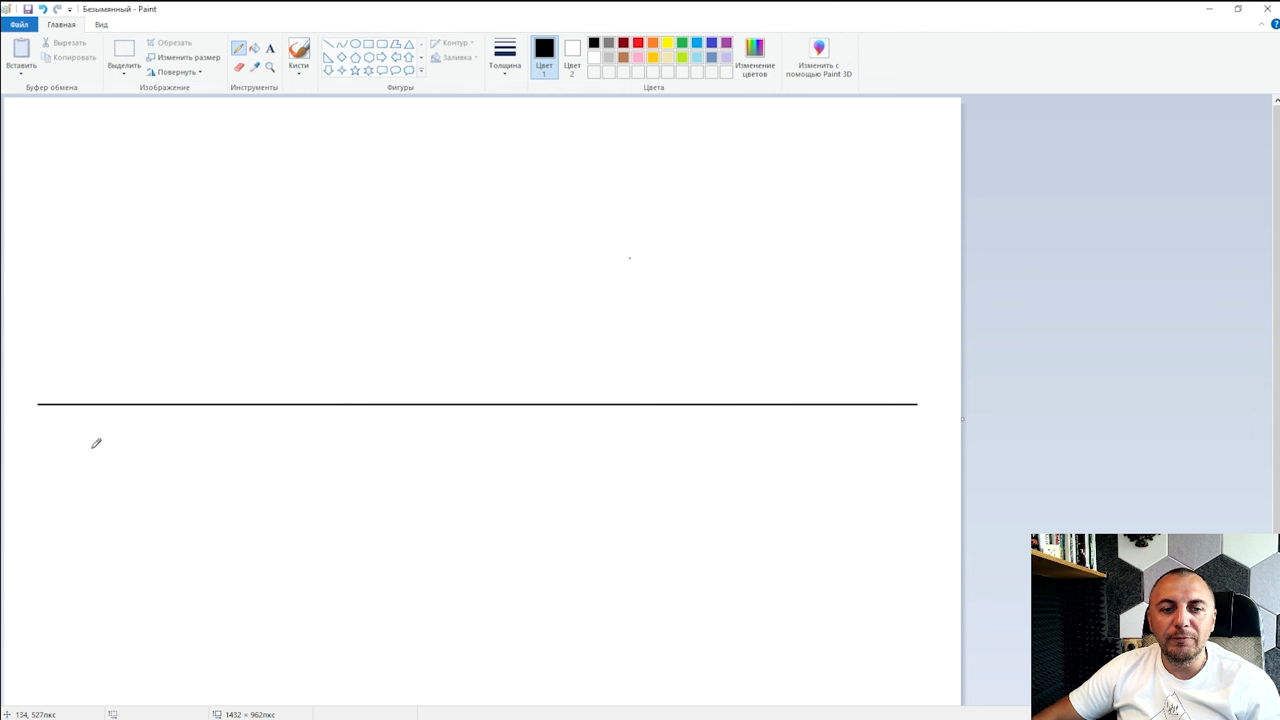 Безымянный - Paint
Файл Главная Вид
Вставить
Вырезать
Копировать
Буфер обмена
Выделить
Обрезать
Изменить размер
Повернуть
Изображение
A
Инструменты
Кисти
Фигуры
Контур
Заливка
Толщина
Цвет 1
Цвет 2
Изменение цветов
Цвета
Изменить с помощью Paint 3D
134, 527пкс
1432 × 962пкс